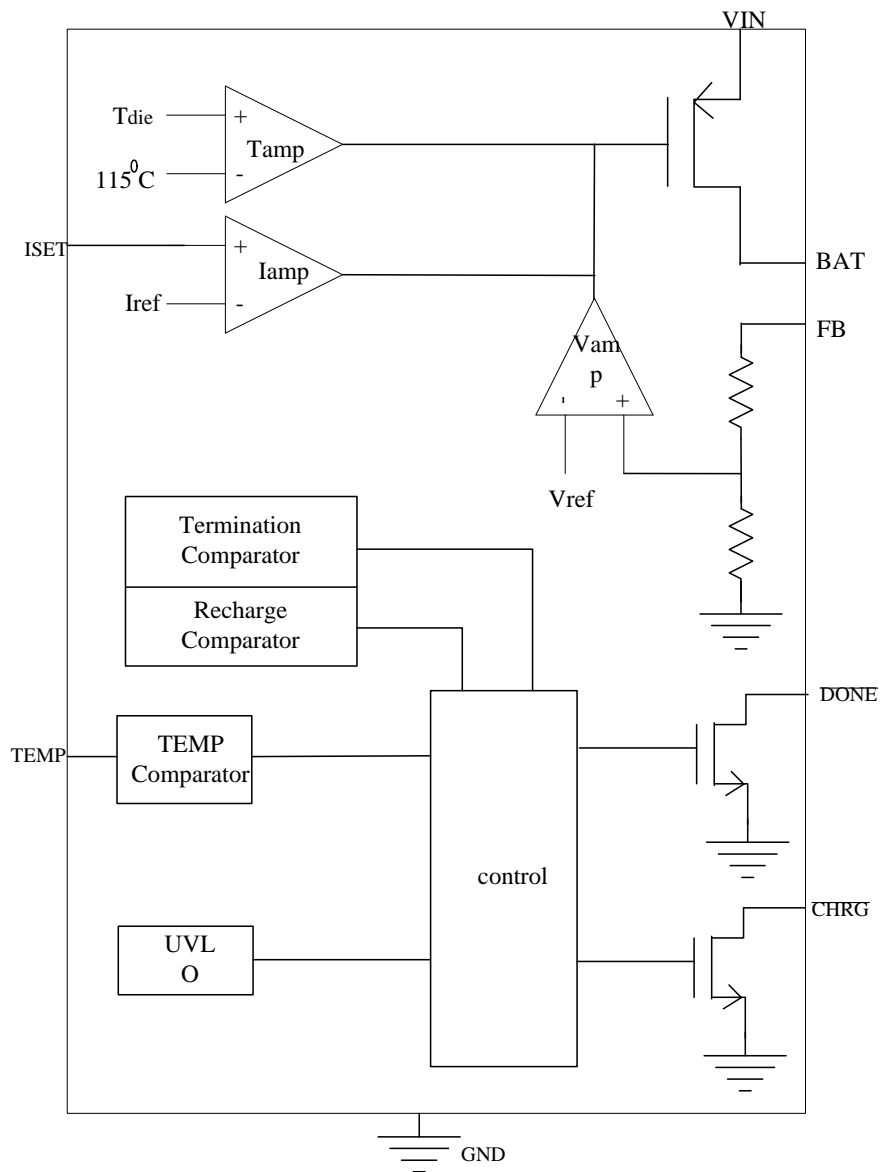 VIN
Tdie
+
Tamp
-
115⁰C
ISET
+
Iamp
Iref
-
BAT
FB
Vam
p
-
+
Vref
Termination
Comparator
Recharge
Comparator
DONE
TEMP
TEMP
Comparator
control
CHRG
UVL
O
GND